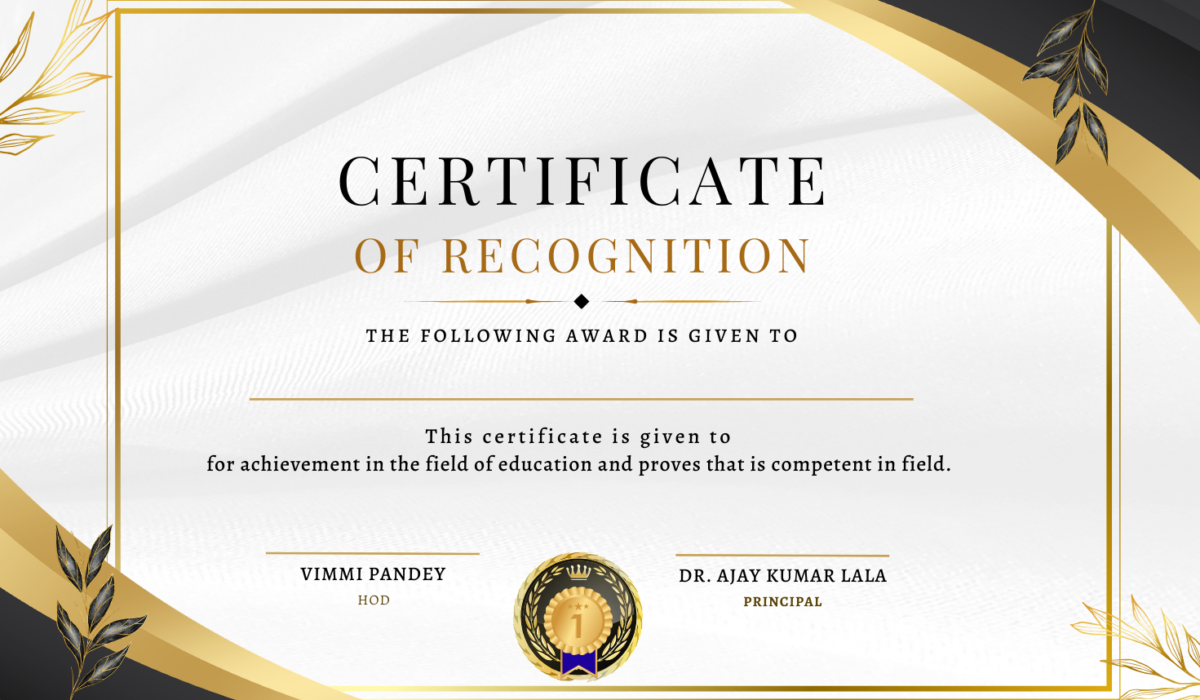 CERTIFICATE
OF RECOGNITION
THE FOLLOWING AWARD IS GIVEN TO
This certificate is given to
for achievement in the field of education and proves that is competent in field.
VIMMI PANDEY
HOD
1
DR. AJAY KUMAR LALA
PRINCIPAL